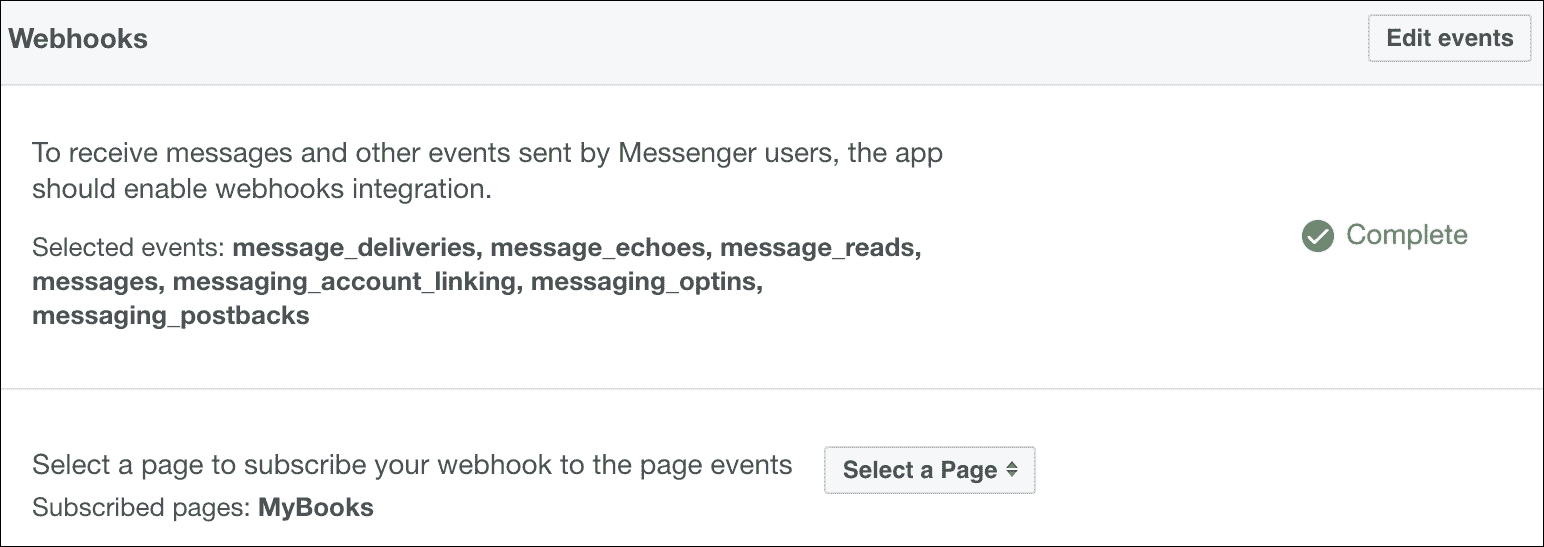 Webhooks
Edit events
To receive messages and other events sent by Messenger users, the app
should enable webhooks integration.
Selected events: message_deliveries, message_echoes, message_reads,
messages, messaging_account_linking, messaging_optins,
messaging_postbacks
Complete
Select a page to subscribe your webhook to the page events
Select a Page
Subscribed pages: MyBooks